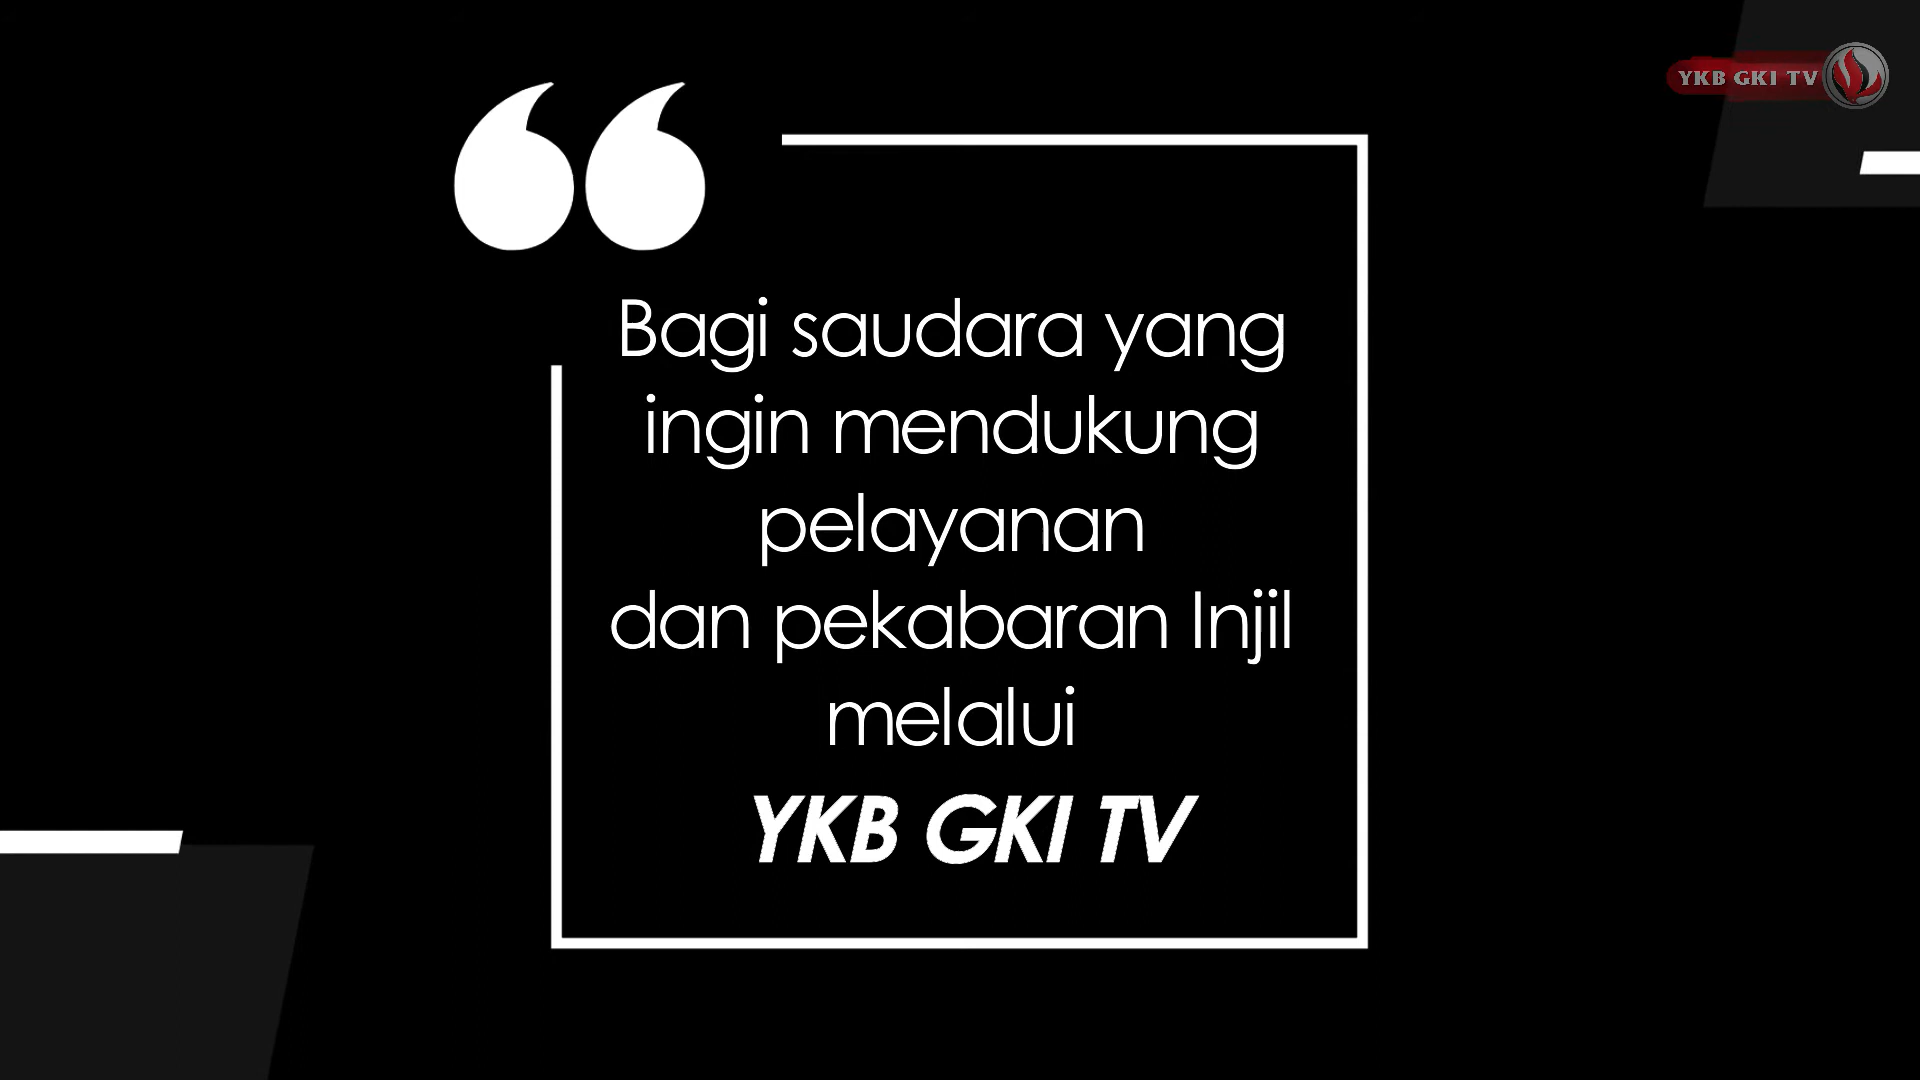 YKB GKI TV
Bagi saudara yang
ingin mendukung
pelayanan
dan pekabaran Injil
melalui
YKB GKI TV